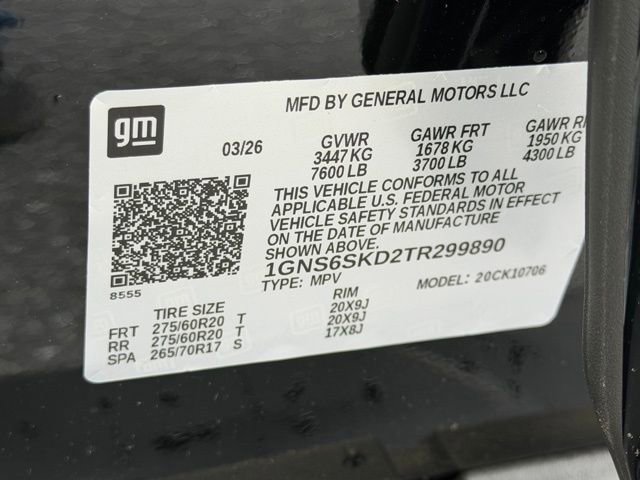 gm
MFD BY GENERAL MOTORS LLC
03/26 GVWR GAWR FRT GAWR
3447 KG 1678 KG 1950 KG
7600 LB 3700 LB 4300 LB
THIS VEHICLE CONFORMS TO ALL
APPLICABLE U.S. FEDERAL MOTOR
VEHICLE SAFETY STANDARDS IN EFFECT
ON THE DATE OF MANUFACTURE
SHOWN ABOVE.
1GNS6SKD2TR299890
8555
TYPE: MPV MODEL: 20CK10706
TIRE SIZE RIM
FRT 275/60R20 T 20X9J
RR 275/60R20 T 20X9J
SPA 265/70R17 S 17X8J